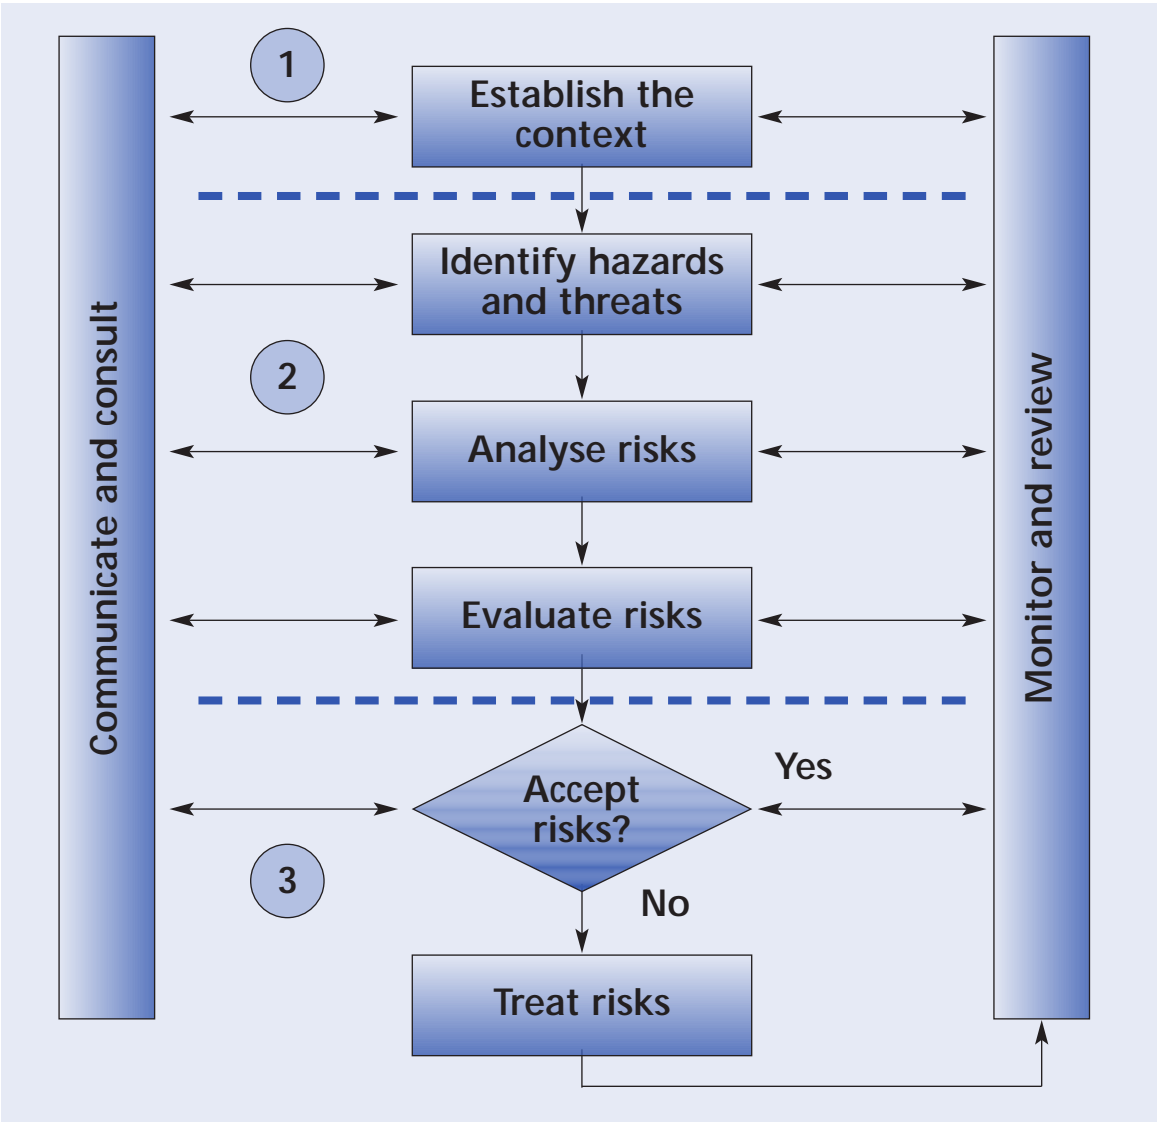 1
Establish the
context
Identify hazards
and threats
2
Analyse risks
Evaluate risks
Accept
risks?
Yes
3
No
Treat risks
Communicate and consult
Monitor and review